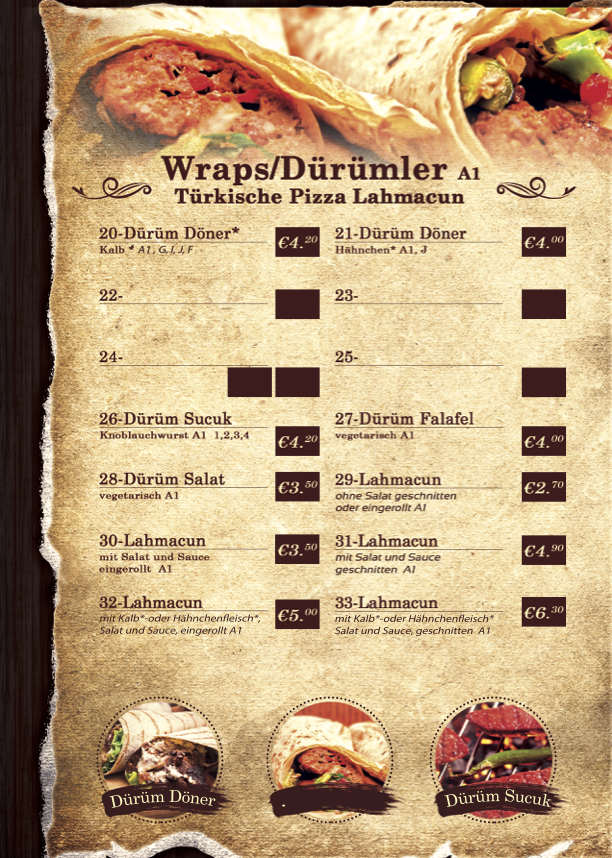 Wraps/Dürümler A1
Türkische Pizza Lahmacun
20-Dürüm Döner*
Kalb * A1, G, I, J, F
€4.20
21-Dürüm Döner
Hähnchen* A1, J
€4.00
22-
23-
24-
25-
26-Dürüm Sucuk
Knoblauchwurst A1 1,2,3,4
€4.20
27-Dürüm Falafel
vegetarisch A1
€4.00
28-Dürüm Salat
vegetarisch A1
€3.50
29-Lahmacun
ohne Salat geschnitten
oder eingerollt A1
€2.70
30-Lahmacun
mit Salat und Sauce
eingerollt A1
€3.50
31-Lahmacun
mit Salat und Sauce
geschnitten A1
€4.90
32-Lahmacun
mit Kalb*-oder Hähnchenfleisch*,
Salat und Sauce, eingerollt A1
€5.00
33-Lahmacun
mit Kalb*-oder Hähnchenfleisch*
Salat und Sauce, geschnitten A1
€6.30
Dürüm Döner
.
Dürüm Sucuk